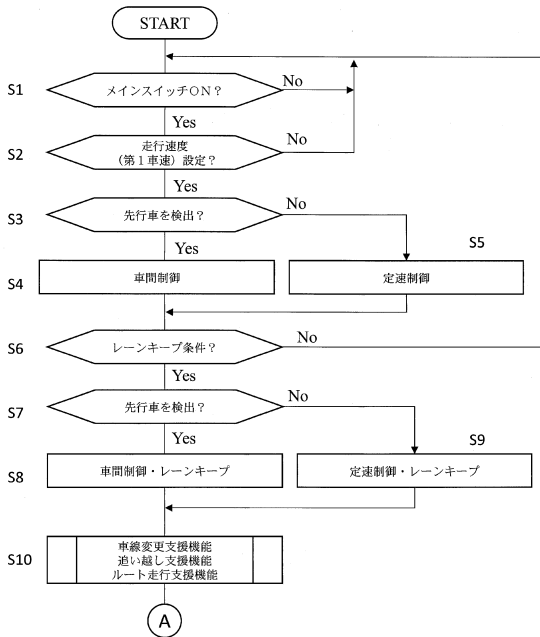 START
S1
メインスイッチON？
No
Yes
S2
走行速度
（第１車速）設定？
No
Yes
S3
先行車を検出？
No
Yes
S5
S4
車間制御
定速制御
S6
レーンキープ条件？
No
Yes
S7
先行車を検出？
No
Yes
S9
S8
車間制御・レーンキープ
定速制御・レーンキープ
S10
車線変更支援機能
追い越し支援機能
ルート走行支援機能
A